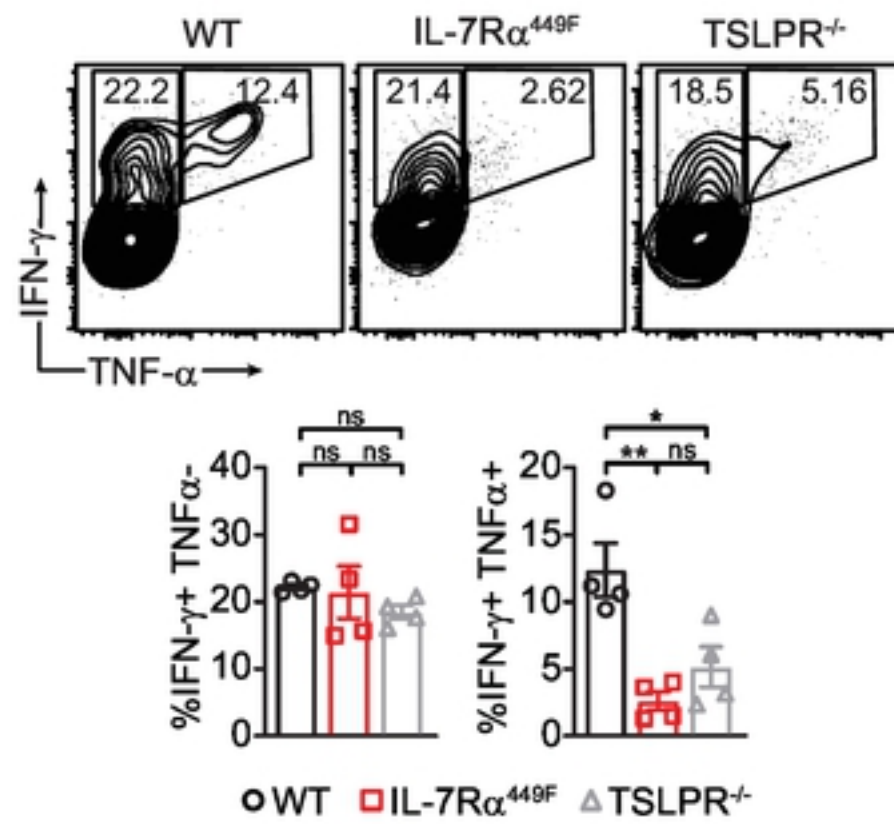 WT IL-7Rα449F TSLPR-/-
22.2 12.4 21.4 2.62 18.5 5.16
IFN-γ
TNF-α
ns
ns ns
*
** ns
%IFN-γ+ TNFα-
40
30
20
10
0
%IFN-γ+ TNFα+
20
15
10
5
0
WT IL-7Rα449F TSLPR-/-